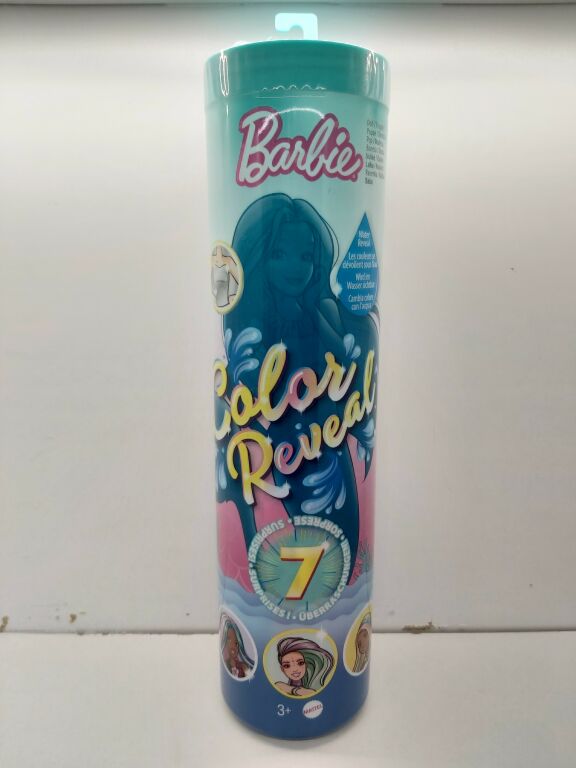 Barbie
Water
Reveal
Les couleurs se
dévoilent sous l'eau
Wird im
Wasser sichtbar
Cambia colore
con l'acqua
Color
Reveal
SURPRISES! • SURPRISES! • ÜBERRASCHUNGEN! • SORPRESE •
7
3+
MATTEL